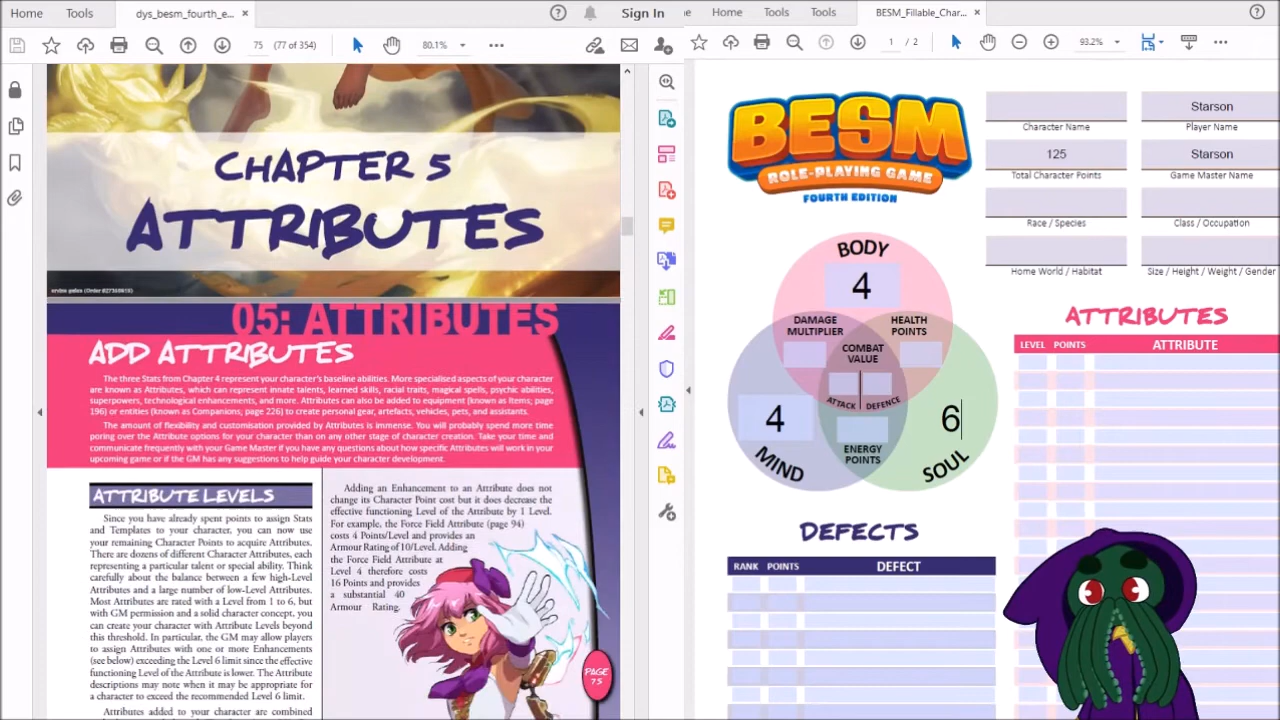 Home Tools dys_besm_fourth_e... × Sign In
75 (77 of 354) 80.1%
CHAPTER 5
ATTRIBUTES
05: ATTRIBUTES
ADD ATTRIBUTES
The three Stats from Chapter 4 represent your character's baseline abilities. More specialised aspects of your character
are known as Attributes, which can represent innate talents, learned skills, racial traits, magical spells, psychic abilities,
superpowers, technological enhancements, and more. Attributes can also be added to equipment (known as Items; page
196) or entities (known as Companions; page 226) to create personal gear, artefacts, vehicles, pets, and assistants.
The amount of flexibility and customisation provided by Attributes is immense. You will probably spend more time
poring over the Attribute options for your character than on any other stage of character creation. Take your time and
communicate frequently with your Game Master if you have any questions about how specific Attributes will work in your
upcoming game or if the GM has any suggestions to help guide your character development.
ATTRIBUTE LEVELS
Since you have already spent points to assign Stats
and Templates to your character, you can now use
your remaining Character Points to acquire Attributes.
There are dozens of different Character Attributes, each
representing a particular talent or special ability. Think
carefully about the balance between a few high-Level
Attributes and a large number of low-Level Attributes.
Most Attributes are rated with a Level from 1 to 6, but
with GM permission and a solid character concept, you
can create your character with Attribute Levels beyond
this threshold. In particular, the GM may allow players
to assign Attributes with one or more Enhancements
(see below) exceeding the Level 6 limit since the effective
functioning Level of the Attribute is lower. The Attribute
descriptions may note when it may be appropriate for
a character to exceed the recommended Level 6 limit.
Attributes added to your character are combined
Adding an Enhancement to an Attribute does not
change its Character Point cost but it does decrease the
effective functioning Level of the Attribute by 1 Level.
For example, the Force Field Attribute (page 94)
costs 4 Points/Level and provides an
Armour Rating of 10/Level. Adding
the Force Field Attribute at
Level 4 therefore costs
16 Points and provides
a substantial 40
Armour Rating.
PAGE
75
me Home Tools Tools BESM_Fillable_Char... ×
1 / 2 93.2%
BESM
ROLE-PLAYING GAME
FOURTH EDITION
Starson
Character Name Player Name
125 Starson
Total Character Points Game Master Name
Race / Species Class / Occupation
Home World / Habitat Size / Height / Weight / Gender
BODY
4
DAMAGE
MULTIPLIER
HEALTH
POINTS
COMBAT
VALUE
ATTACK DEFENCE
4
6
ENERGY
POINTS
MIND
SOUL
ATTRIBUTES
LEVEL POINTS ATTRIBUTE
DEFECTS
RANK POINTS DEFECT